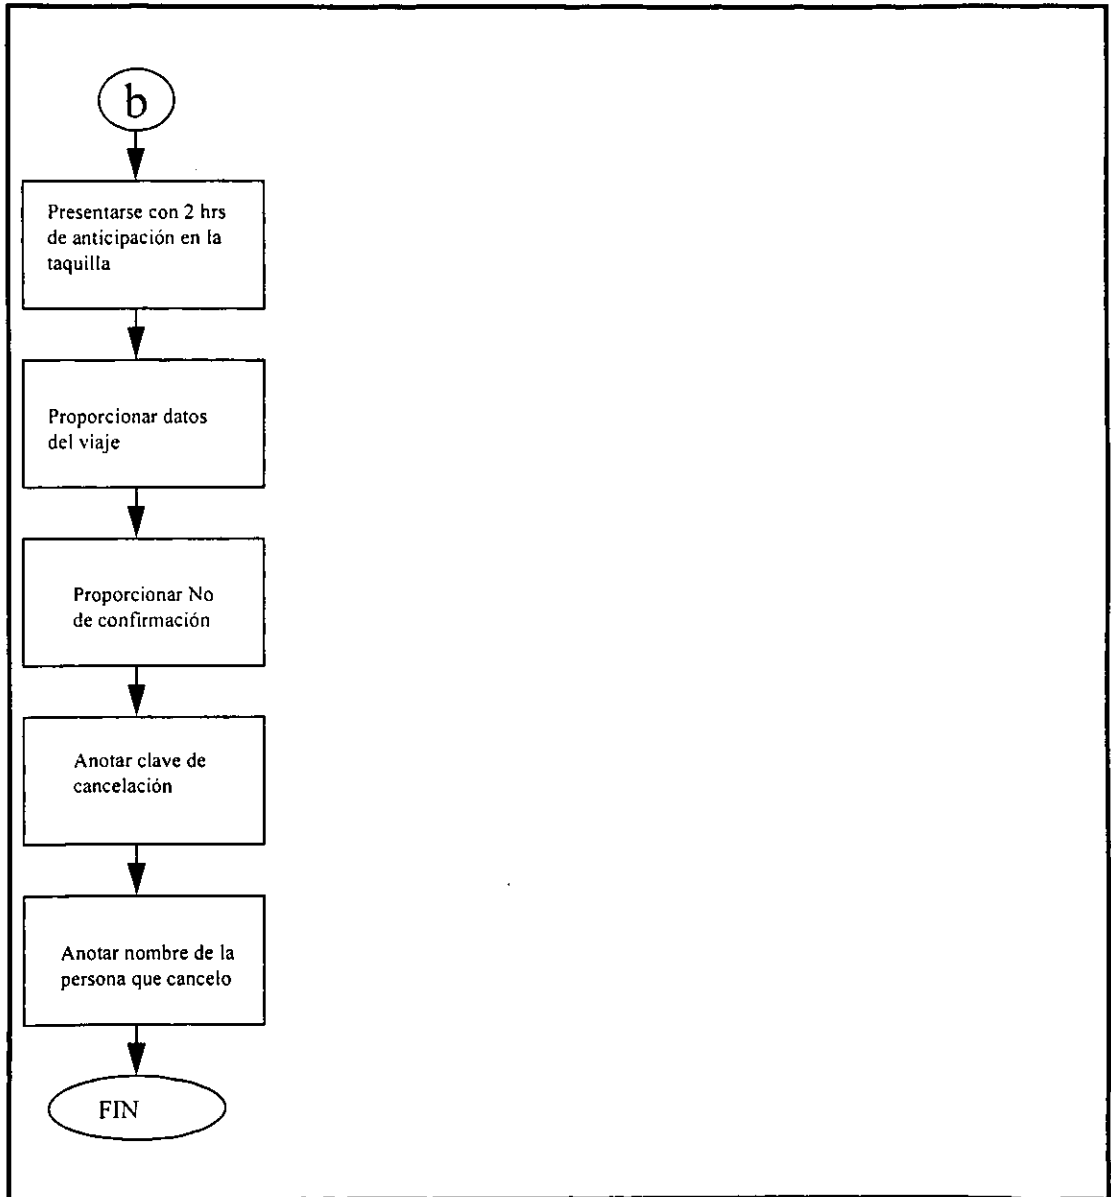 b
Presentarse con 2 hrs
de anticipación en la
taquilla
Proporcionar datos
del viaje
Proporcionar No
de confirmación
Anotar clave de
cancelación
Anotar nombre de la
persona que cancelo
FIN